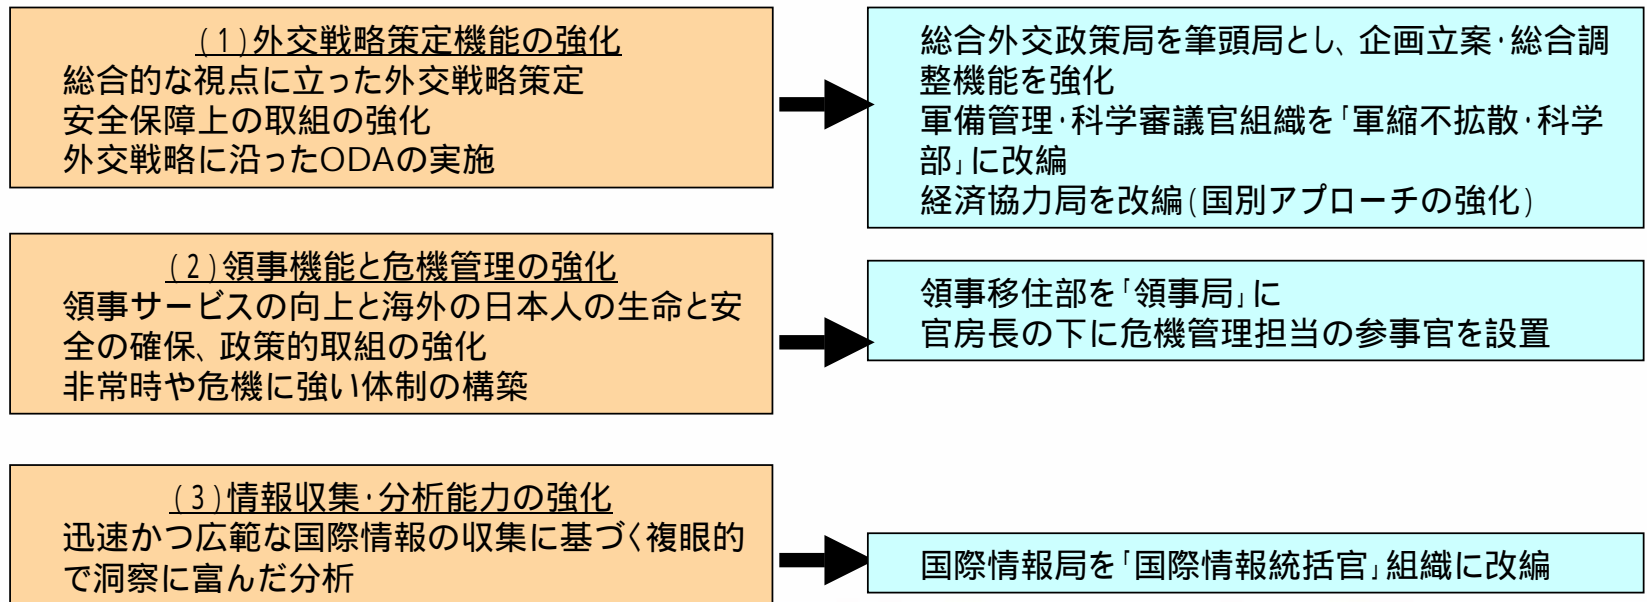 (1)外交戦略策定機能の強化
総合的な視点に立った外交戦略策定
安全保障上の取組の強化
外交戦略に沿ったODAの実施
総合外交政策局を筆頭局とし、企画立案・総合調
整機能を強化
軍備管理・科学審議官組織を「軍縮不拡散・科学
部」に改編
経済協力局を改編(国別アプローチの強化)
(2)領事機能と危機管理の強化
領事サービスの向上と海外の日本人の生命と安
全の確保、政策的取組の強化
非常時や危機に強い体制の構築
領事移住部を「領事局」に
官房長の下に危機管理担当の参事官を設置
(3)情報収集・分析能力の強化
迅速かつ広範な国際情報の収集に基づく複眼的
で洞察に富んだ分析
国際情報局を「国際情報統括官」組織に改編